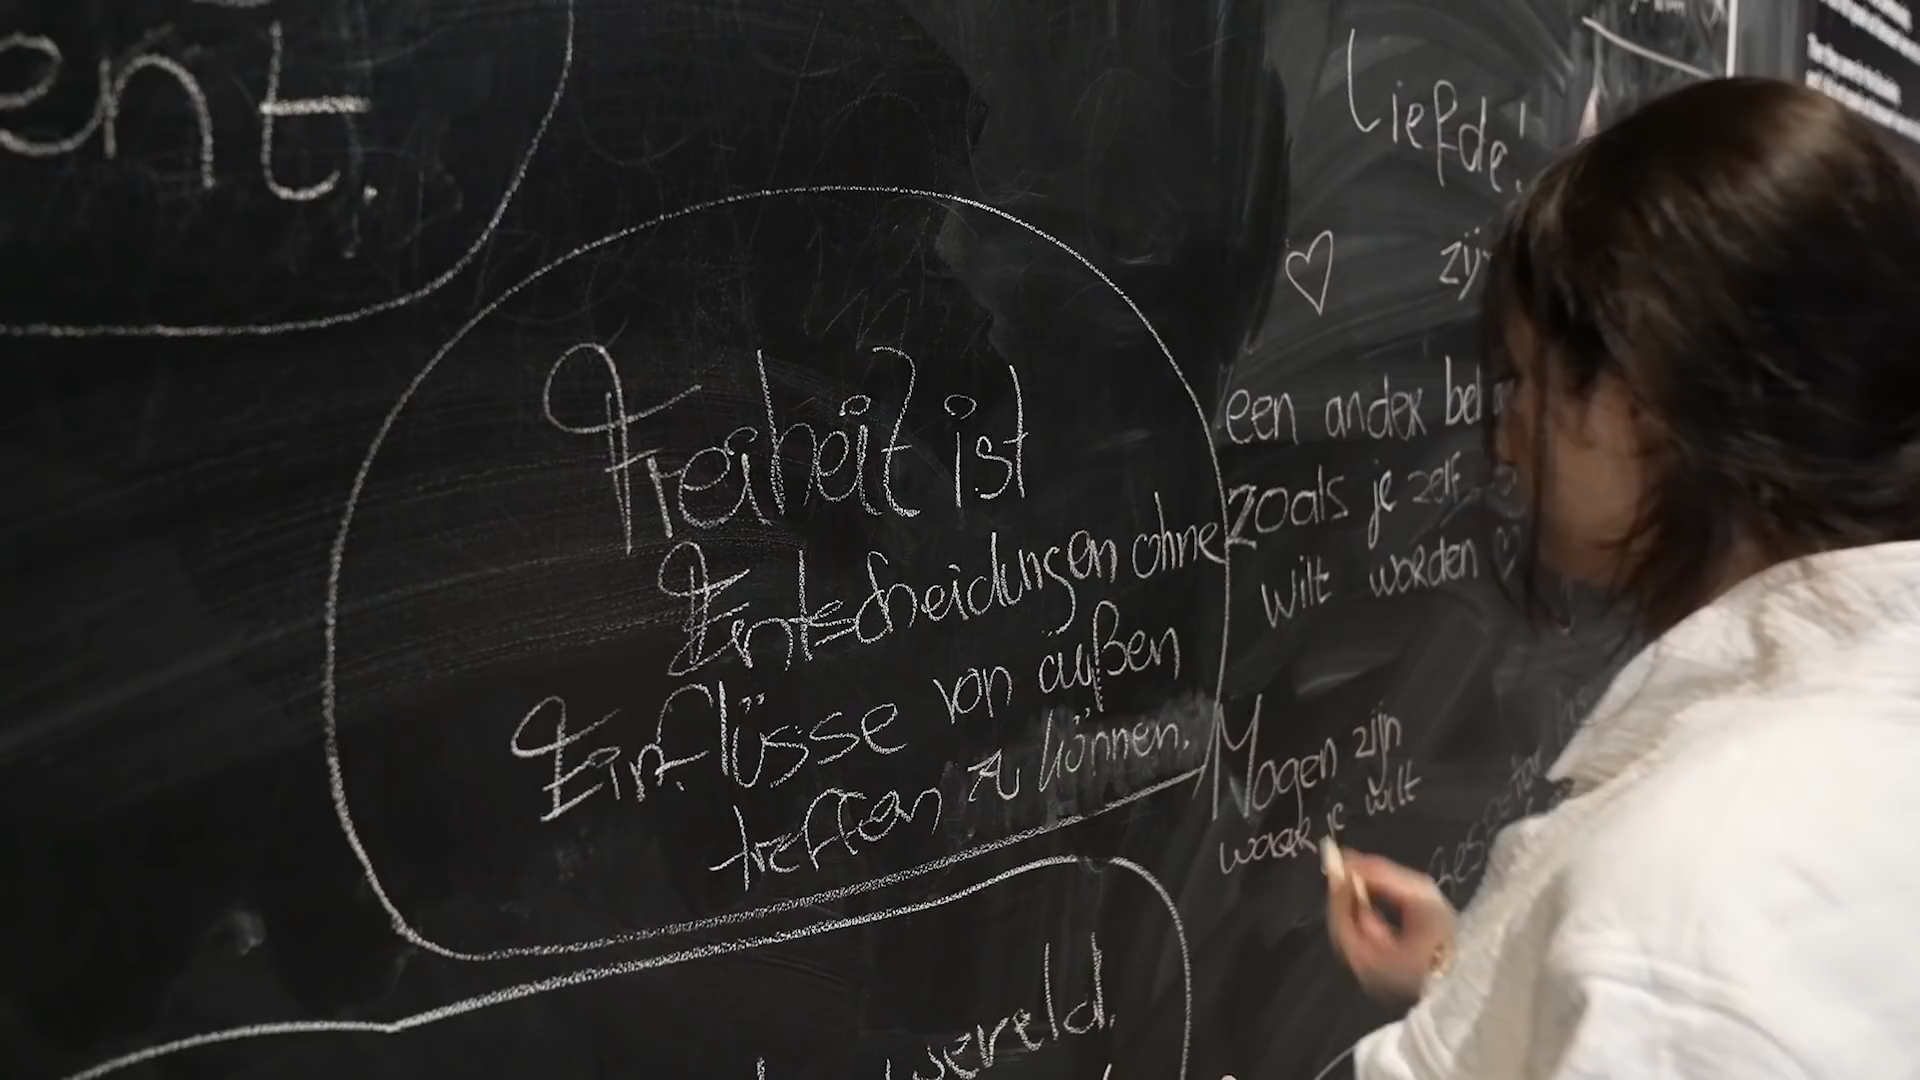 ent.
Freiheit ist
Entscheidungen ohne
Einflüsse von außen
treffen zu können.
Liefde!
zij
een ander bel
zoals je zelf
wilt worden
Mogen zijn
waar je wilt
wereld.